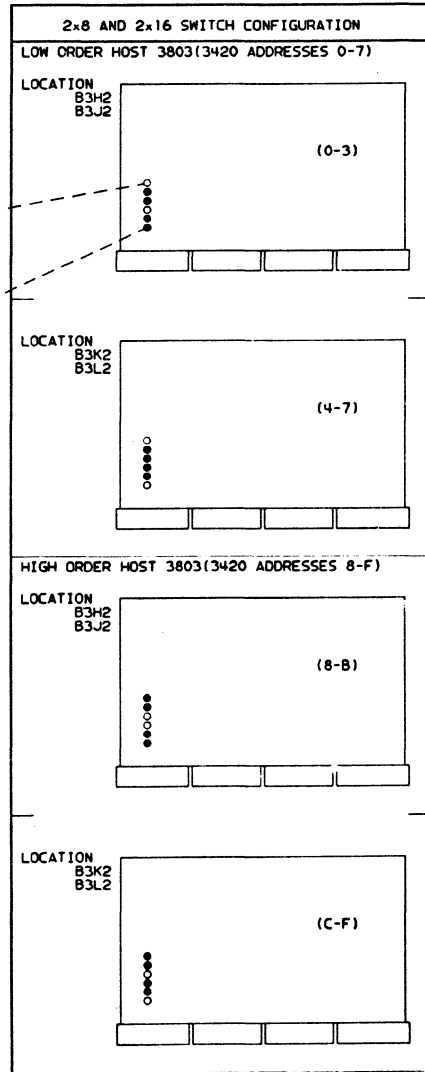 2x8 AND 2x16 SWITCH CONFIGURATION
LOW ORDER HOST 3803(3420 ADDRESSES 0-7)
LOCATION
B3H2
B3J2
(0-3)
LOCATION
B3K2
B3L2
(4-7)
HIGH ORDER HOST 3803(3420 ADDRESSES 8-F)
LOCATION
B3H2
B3J2
(8-B)
LOCATION
B3K2
B3L2
(C-F)